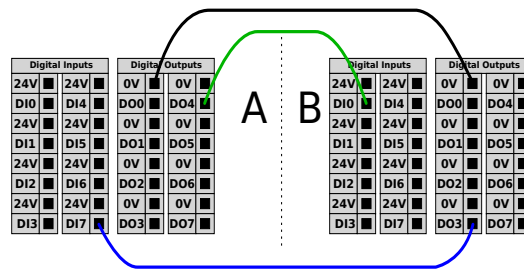 Digital Inputs Digital Outputs Digital Inputs Digital Outputs
24V 24V 0V 0V 24V 24V 0V 0V
DI0 DI4 DO0 DO4 A B DI0 DI4 DO0 DO4
24V 24V 0V 0V 24V 24V 0V 0V
DI1 DI5 DO1 DO5 DI1 DI5 DO1 DO5
24V 24V 0V 0V 24V 24V 0V 0V
DI2 DI6 DO2 DO6 DI2 DI6 DO2 DO6
24V 24V 0V 0V 24V 24V 0V 0V
DI3 DI7 DO3 DO7 DI3 DI7 DO3 DO7